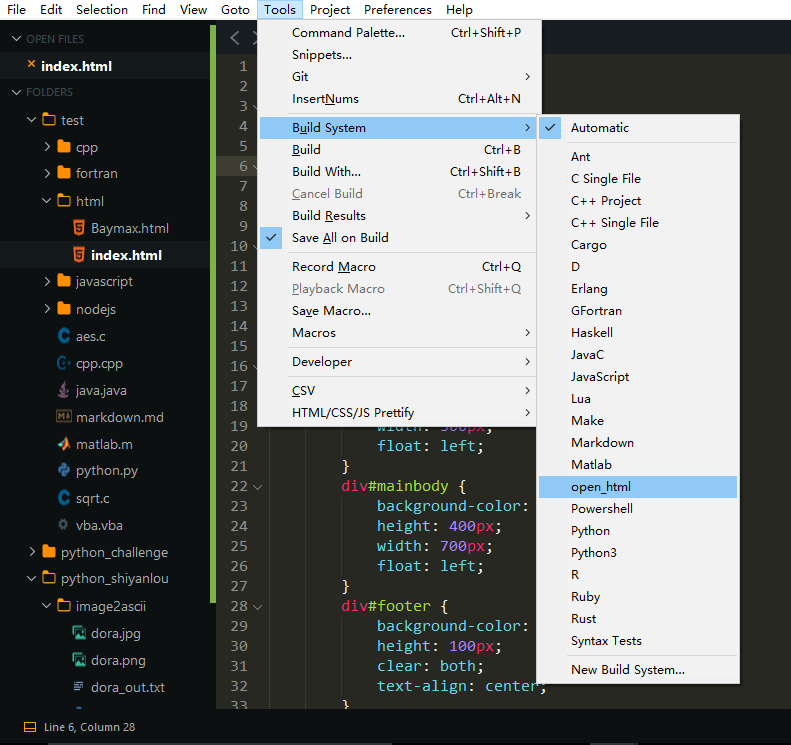 File Edit Selection Find View Goto Tools Project Preferences Help
OPEN FILES
index.html
FOLDERS
test
cpp
fortran
html
Baymax.html
index.html
javascript
nodejs
aes.c
cpp.cpp
java.java
markdown.md
matlab.m
python.py
sqrt.c
vba.vba
python_challenge
python_shiyanlou
image2ascii
dora.jpg
dora.png
dora_out.txt
Command Palette... Ctrl+Shift+P
Snippets...
Git
InsertNums Ctrl+Alt+N
Build System
Build Ctrl+B
Build With... Ctrl+Shift+B
Cancel Build Ctrl+Break
Build Results
Save All on Build
Record Macro Ctrl+Q
Playback Macro Ctrl+Shift+Q
Save Macro...
Macros
Developer
CSV
HTML/CSS/JS Prettify
Automatic
Ant
C Single File
C++ Project
C++ Single File
Cargo
D
Erlang
GFortran
Haskell
JavaC
JavaScript
Lua
Make
Markdown
Matlab
open_html
Powershell
Python
Python3
R
Ruby
Rust
Syntax Tests
New Build System...
1
2
3
4
5
6
7
8
9
10
11
12
13
14
15
16
17
18
19 width: 300px;
20 float: left;
21 }
22 div#mainbody {
23 background-color:
24 height: 400px;
25 width: 700px;
26 float: left;
27 }
28 div#footer {
29 background-color:
30 height: 100px;
31 clear: both;
32 text-align: center;
33 }
Line 6, Column 28